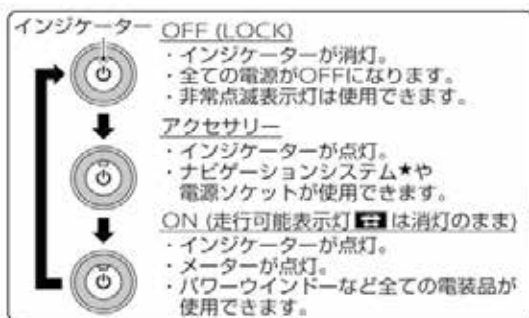 インジケーター
OFF (LOCK)
・インジケーターが消灯。
・全ての電源がOFFになります。
・非常点滅表示灯は使用できます。
アクセサリー
・インジケーターが点灯。
・ナビゲーションシステム★や
電源ソケットが使用できます。
ON (走行可能表示灯 は消灯のまま)
・インジケーターが点灯。
・メーターが点灯。
・パワーウインドーなど全ての電装品が
使用できます。